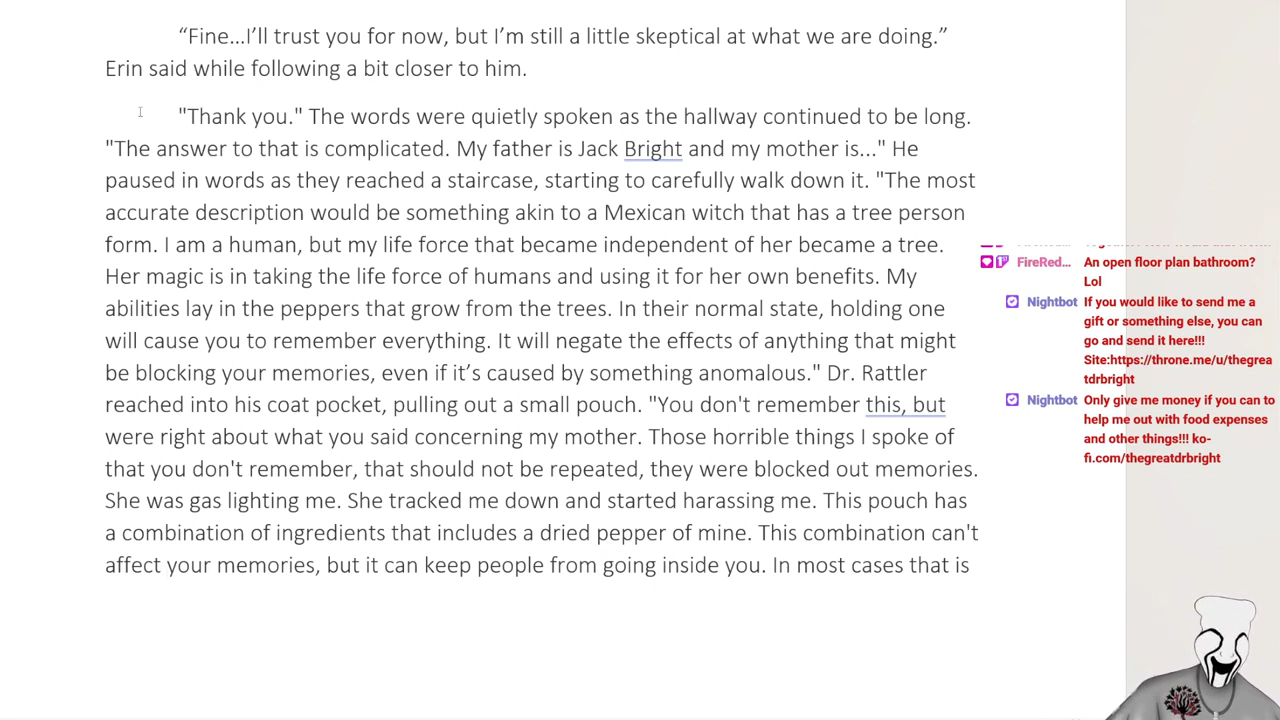 “Fine…I’ll trust you for now, but I’m still a little skeptical at what we are doing.”
Erin said while following a bit closer to him.
"Thank you." The words were quietly spoken as the hallway continued to be long.
"The answer to that is complicated. My father is Jack Bright and my mother is..." He
paused in words as they reached a staircase, starting to carefully walk down it. "The most
accurate description would be something akin to a Mexican witch that has a tree person
form. I am a human, but my life force that became independent of her became a tree.
Her magic is in taking the life force of humans and using it for her own benefits. My
abilities lay in the peppers that grow from the trees. In their normal state, holding one
will cause you to remember everything. It will negate the effects of anything that might
be blocking your memories, even if it’s caused by something anomalous." Dr. Rattler
reached into his coat pocket, pulling out a small pouch. "You don't remember this, but
were right about what you said concerning my mother. Those horrible things I spoke of
that you don't remember, that should not be repeated, they were blocked out memories.
She was gas lighting me. She tracked me down and started harassing me. This pouch has
a combination of ingredients that includes a dried pepper of mine. This combination can't
affect your memories, but it can keep people from going inside you. In most cases that is
FireRed... An open floor plan bathroom?
Lol
Nightbot If you would like to send me a
gift or something else, you can
go and send it here!!!
Site:https://throne.me/u/thegrea
tdrbright
Nightbot Only give me money if you can to
help me out with food expenses
and other things!!! ko-
fi.com/thegreatdrbright